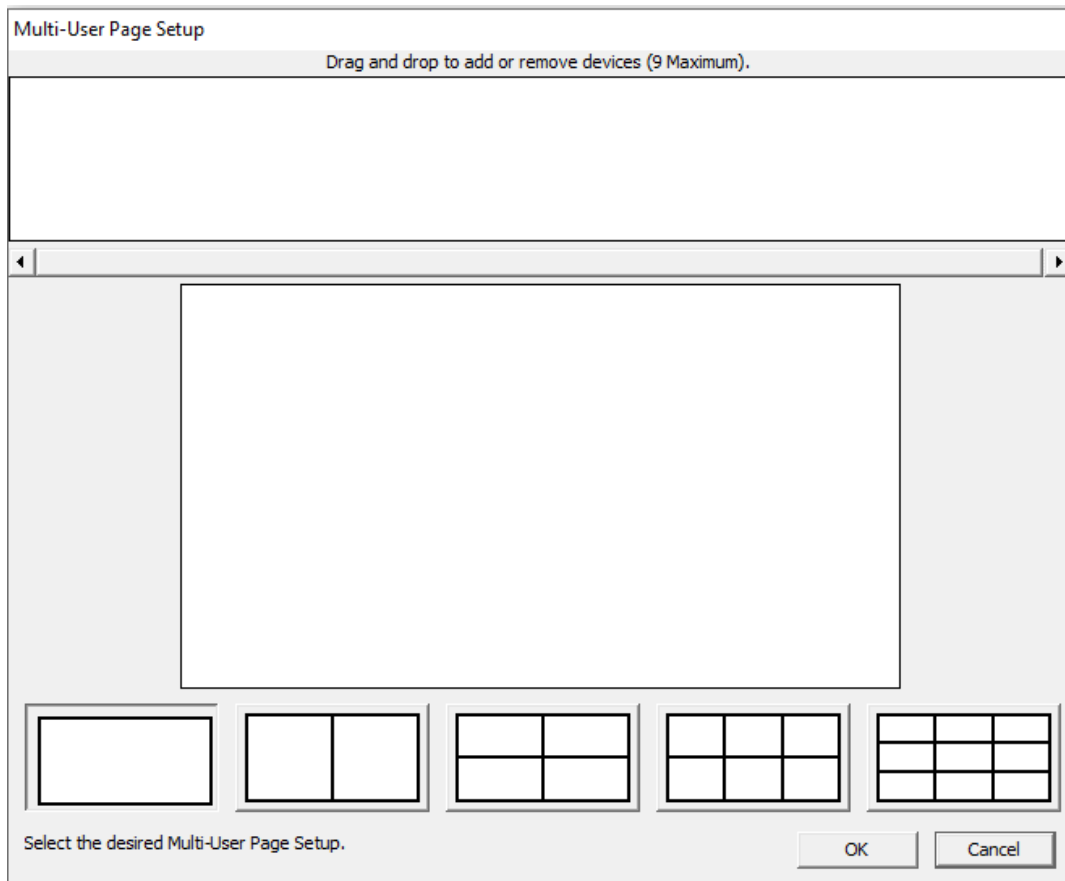 Multi-User Page Setup
Drag and drop to add or remove devices (9 Maximum).
Select the desired Multi-User Page Setup.
OK
Cancel